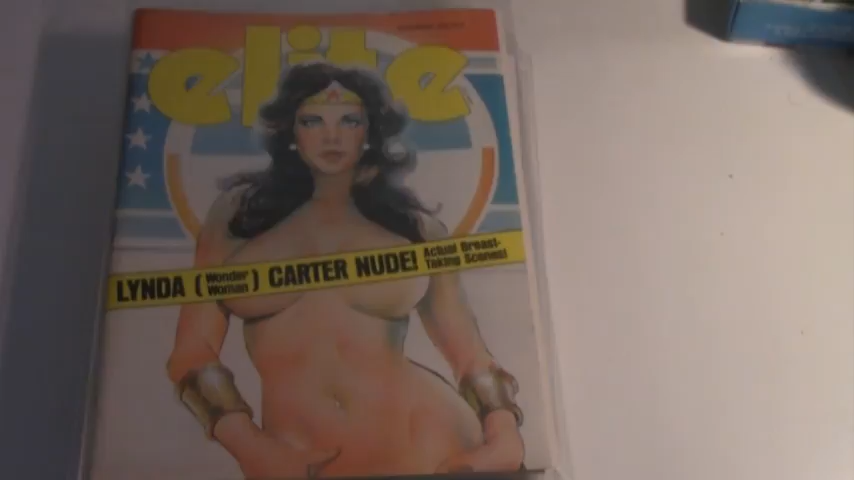 elite
LYNDA (Wonder Woman) CARTER NUDE! Actual Breast-
Taking Scenes!